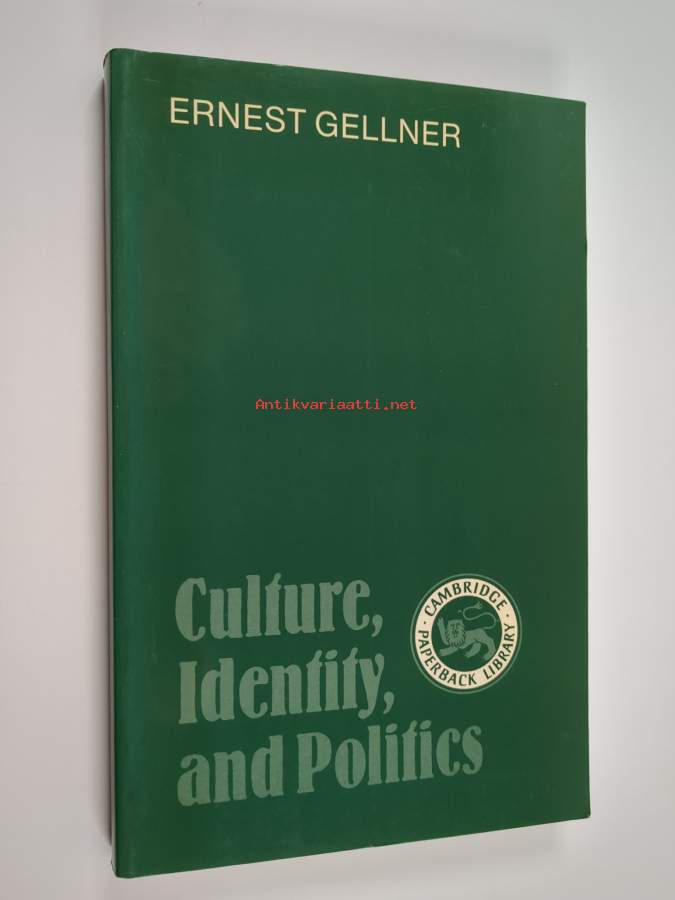 ERNEST GELLNER
Antikvariaatti.net
Culture,
Identity,
and Politics
· CAMBRIDGE ·
PAPERBACK LIBRARY